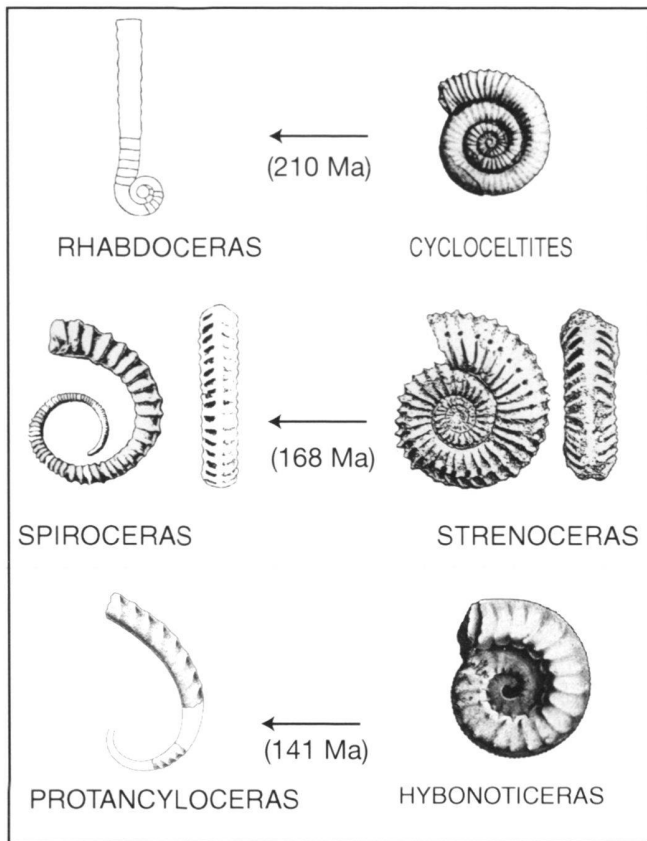 (210 Ma)
RHABDOCERAS
CYCLOCELTITES
(168 Ma)
SPIROCERAS
STRENOCERAS
(141 Ma)
PROTANCYLOCERAS
HYBONOTICERAS